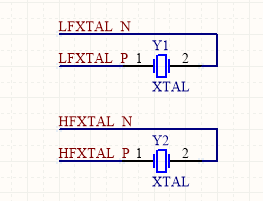 LFXTAL_N
LFXTAL_P 1 Y1 2
XTAL
HFXTAL_N
HFXTAL_P 1 Y2 2
XTAL